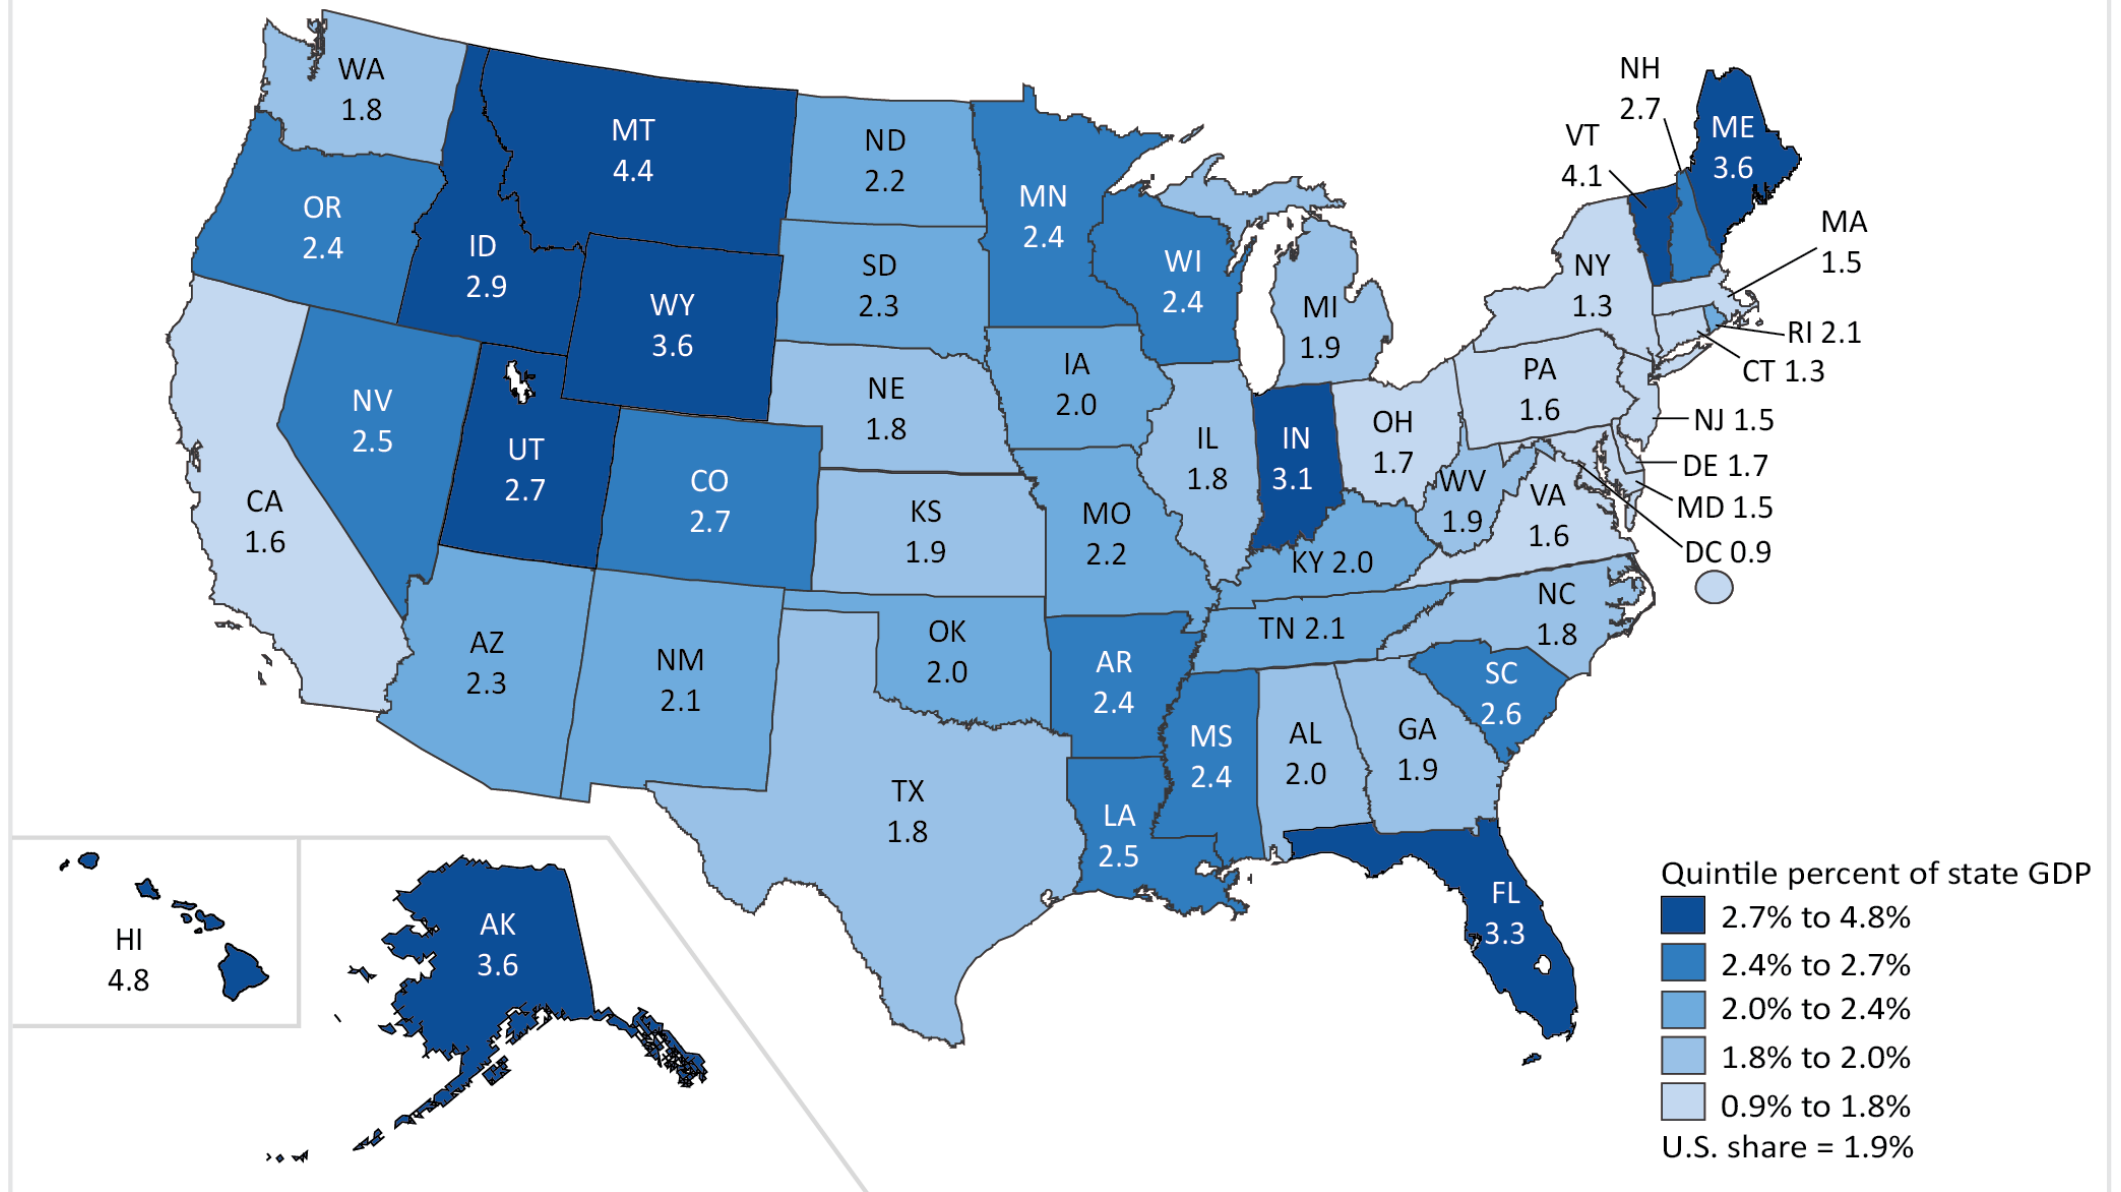 WA
1.8
MT
4.4
ND
2.2
MN
2.4
NH
2.7
VT
4.1
ME
3.6
MA
1.5
OR
2.4
ID
2.9
WY
3.6
SD
2.3
WI
2.4
MI
1.9
NY
1.3
RI 2.1
CT 1.3
NV
2.5
UT
2.7
CO
2.7
NE
1.8
IA
2.0
IL
1.8
IN
3.1
OH
1.7
PA
1.6
NJ 1.5
DE 1.7
MD 1.5
DC 0.9
CA
1.6
KS
1.9
MO
2.2
KY 2.0
WV
1.9
VA
1.6
AZ
2.3
NM
2.1
OK
2.0
AR
2.4
TN 2.1
NC
1.8
SC
2.6
TX
1.8
LA
2.5
MS
2.4
AL
2.0
GA
1.9
FL
3.3
HI
4.8
AK
3.6
Quintile percent of state GDP
2.7% to 4.8%
2.4% to 2.7%
2.0% to 2.4%
1.8% to 2.0%
0.9% to 1.8%
U.S. share = 1.9%